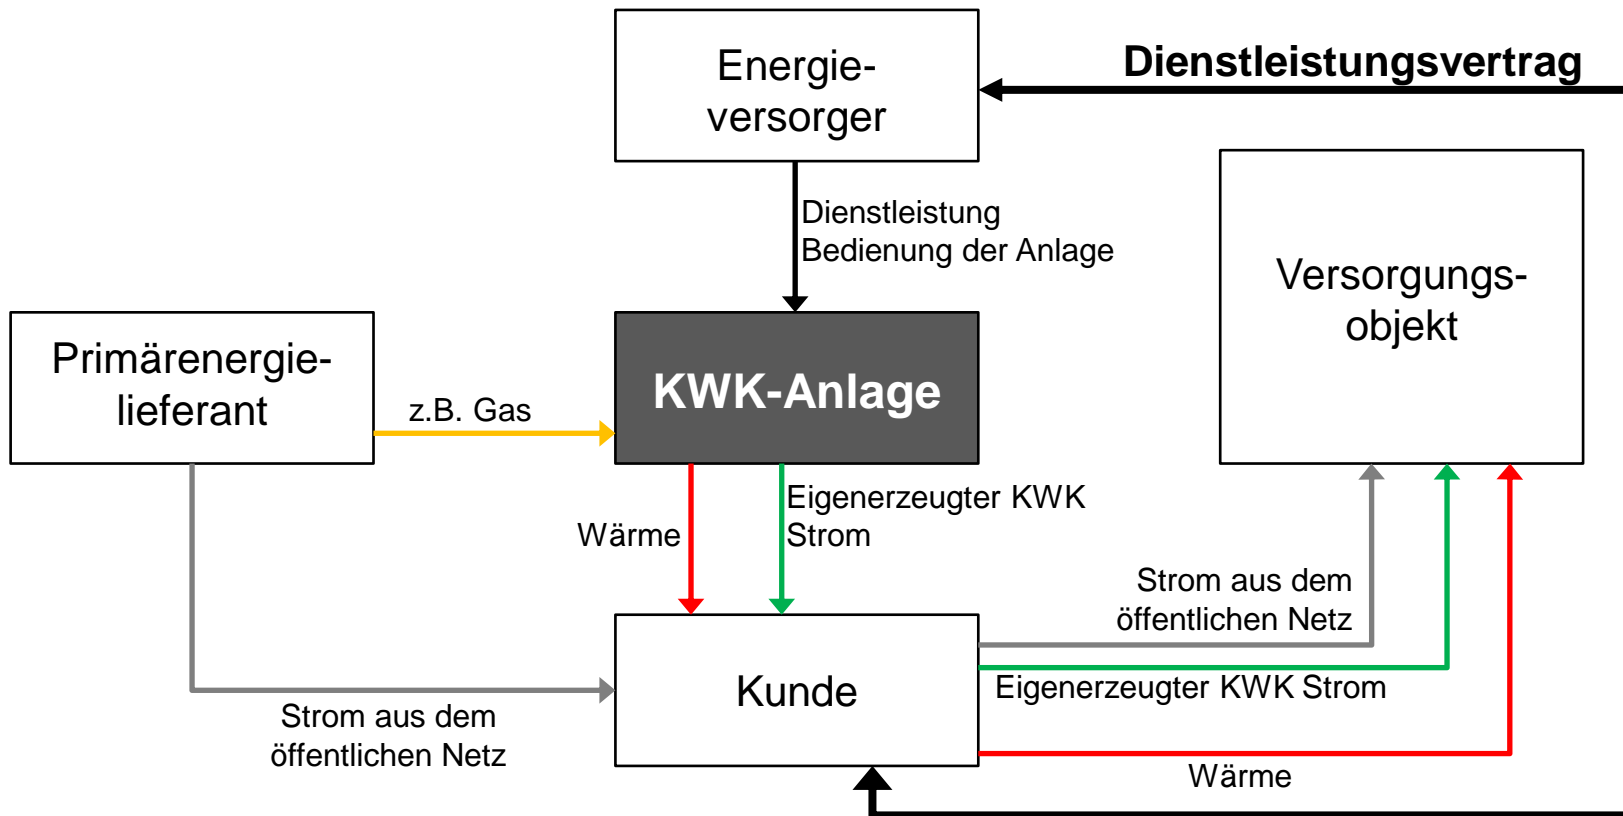 Energie-
versorger
Dienstleistungsvertrag
Dienstleistung
Bedienung der Anlage
Versorgungs-
objekt
Primärenergie-
lieferant
z.B. Gas
KWK-Anlage
Wärme
Eigenerzeugter KWK
Strom
Strom aus dem
öffentlichen Netz
Kunde
Strom aus dem
öffentlichen Netz
Eigenerzeugter KWK Strom
Wärme